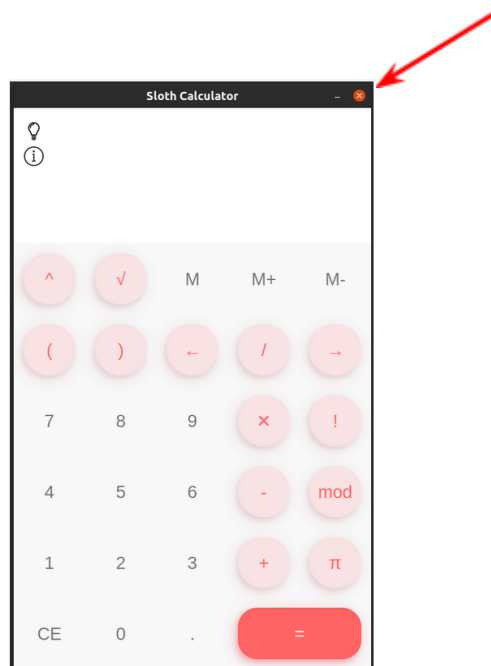 Sloth Calculator
^ √ M M+ M-
( ) ← / →
7 8 9 × !
4 5 6 - mod
1 2 3 + π
CE 0 . =